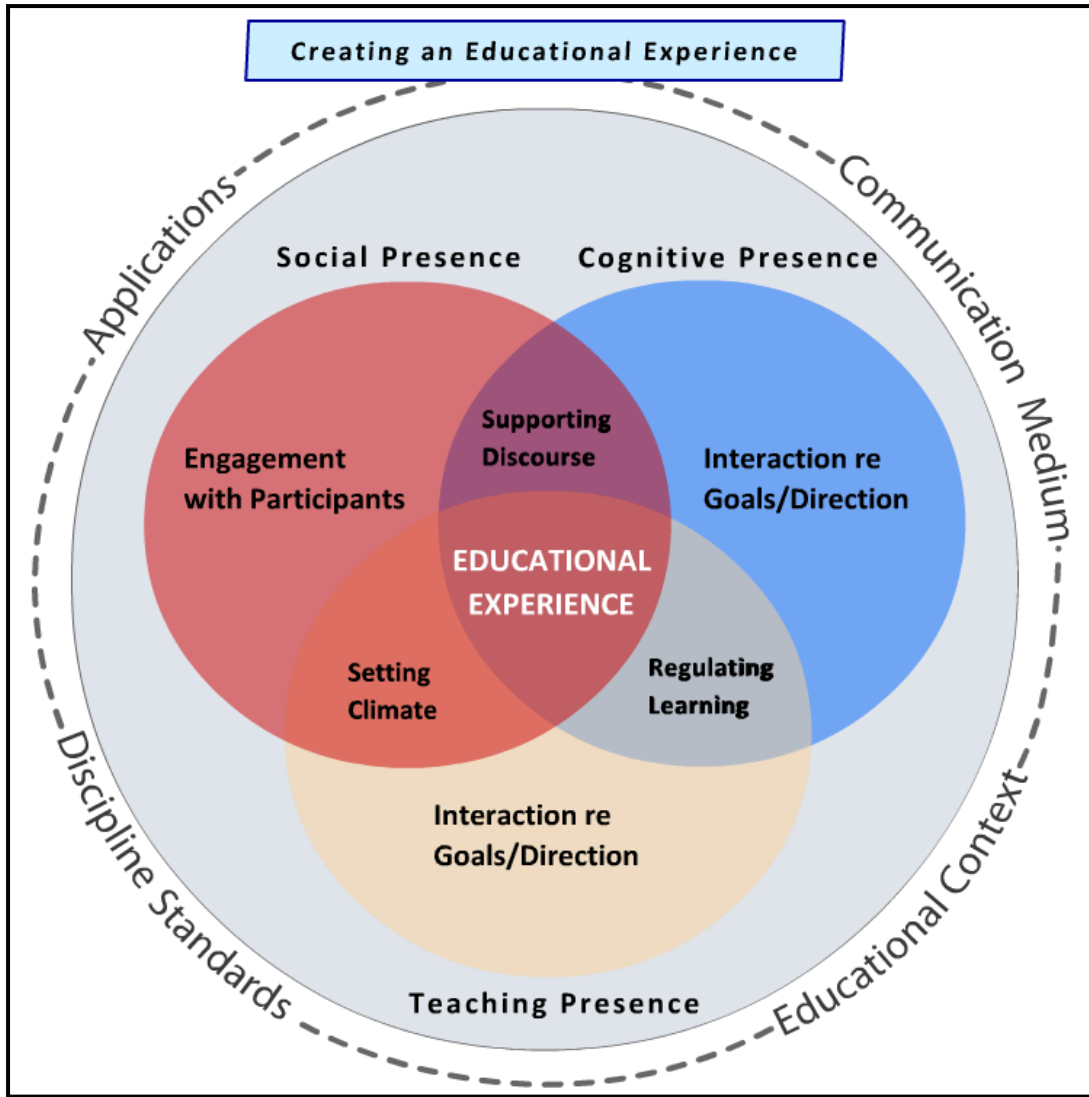 Creating an Educational Experience
Applications
Communication Medium
Social Presence
Cognitive Presence
Supporting
Discourse
Engagement
with Participants
Interaction re
Goals/Direction
EDUCATIONAL
EXPERIENCE
Setting
Climate
Regulating
Learning
Interaction re
Goals/Direction
Teaching Presence
Discipline Standards
Educational Context